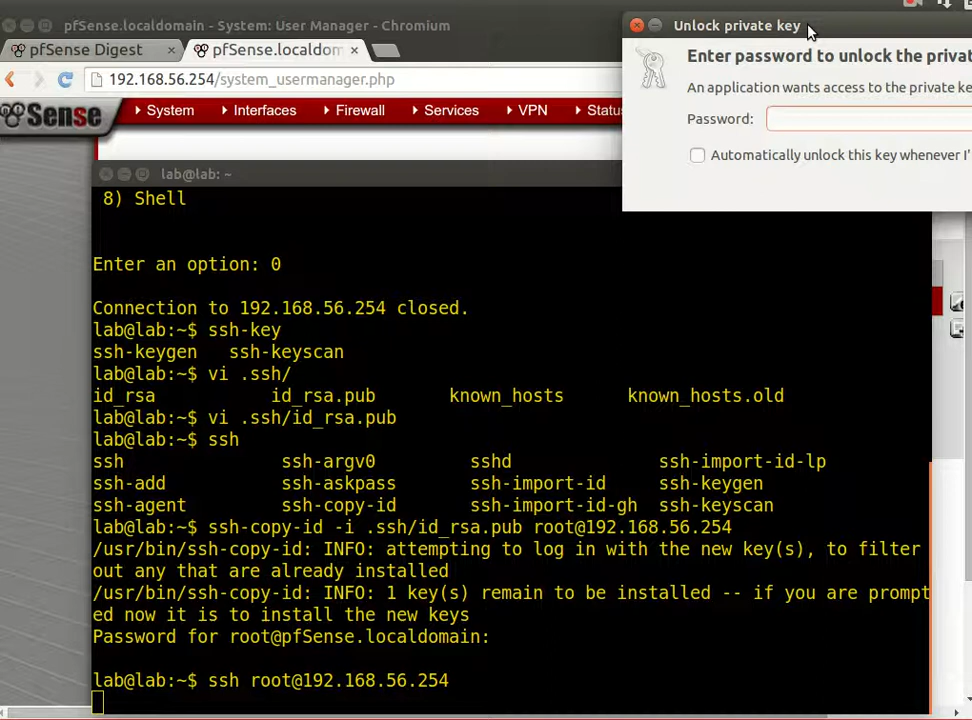 pfSense.localdomain - System: User Manager - Chromium
pfSense Digest
pfSense.localdom
192.168.56.254/system_usermanager.php
Sense
System
Interfaces
Firewall
Services
VPN
Statu
Unlock private key
Enter password to unlock the privat
An application wants access to the private ke
Password:
Automatically unlock this key whenever I'
lab@lab: ~
8) Shell
Enter an option: 0
Connection to 192.168.56.254 closed.
lab@lab:~$ ssh-key
ssh-keygen ssh-keyscan
lab@lab:~$ vi .ssh/
id_rsa id_rsa.pub known_hosts known_hosts.old
lab@lab:~$ vi .ssh/id_rsa.pub
lab@lab:~$ ssh
ssh ssh-argv0 sshd ssh-import-id-lp
ssh-add ssh-askpass ssh-import-id ssh-keygen
ssh-agent ssh-copy-id ssh-import-id-gh ssh-keyscan
lab@lab:~$ ssh-copy-id -i .ssh/id_rsa.pub root@192.168.56.254
/usr/bin/ssh-copy-id: INFO: attempting to log in with the new key(s), to filter
out any that are already installed
/usr/bin/ssh-copy-id: INFO: 1 key(s) remain to be installed -- if you are prompt
ed now it is to install the new keys
Password for root@pfSense.localdomain:
lab@lab:~$ ssh root@192.168.56.254